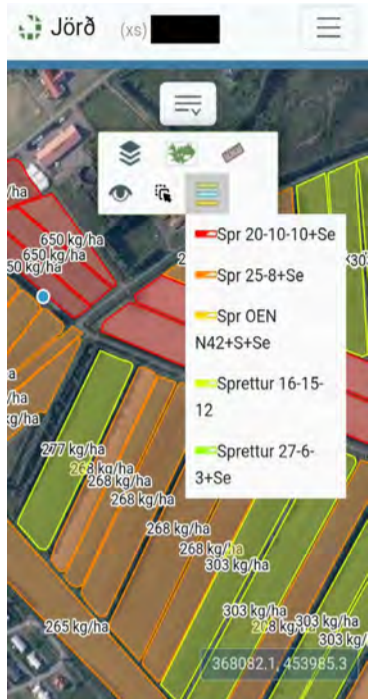 Jörð (xs)
/ha
650 kg/ha
650 kg/ha
50 kg/ha
Spr 20-10-10+Se
Spr 25-8+Se
Spr OEN
N42+S+Se
Sprettur 16-15-
12
Sprettur 27-6-
3+Se
/ha
kg/ha
277 kg/ha
268 kg/ha
268 kg/ha
268 kg/ha
268 kg/ha
268 kg/ha
303 kg/ha
265 kg/ha
303 kg/ha
303 kg/ha
303 kg/
368082.1, 453985.3